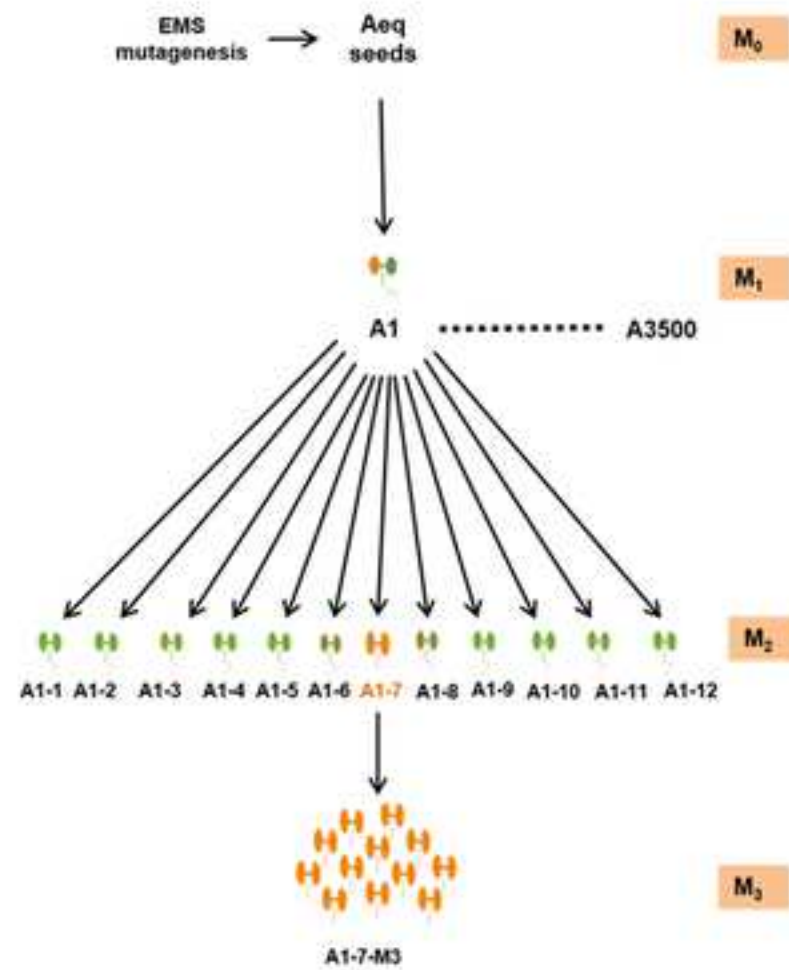 EMS
mutagenesis
Aeq
seeds
M₀
M₁
A1
A3500
M₂
A1-1 A1-2 A1-3 A1-4 A1-5 A1-6 A1-7 A1-8 A1-9 A1-10 A1-11 A1-12
M₃
A1-7-M3